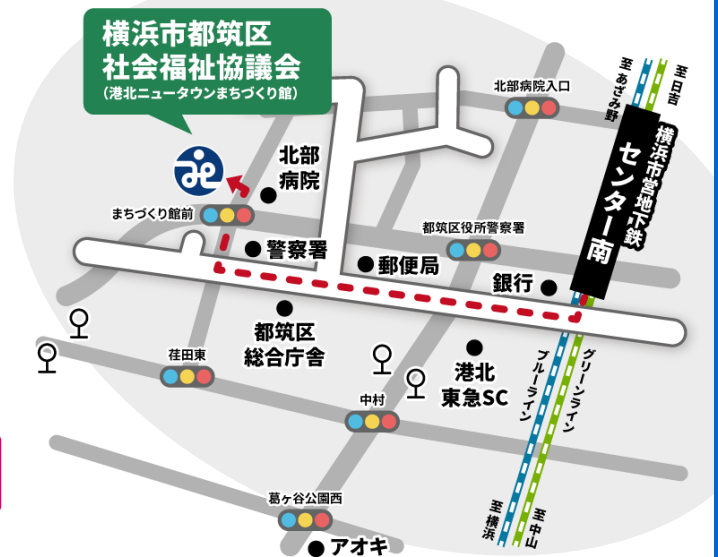 横浜市都筑区
社会福祉協議会
(港北ニュータウンまちづくり館)
北部病院入口
至あざみ野
至日吉
横浜市営地下鉄
センター南
北部
病院
まちづくり館前
都筑区役所警察署
警察署
郵便局
銀行
都筑区
総合庁舎
荏田東
港北
東急SC
ブルーライン
グリーンライン
中村
葛ヶ谷公園西
至横浜
至中山
アオキ